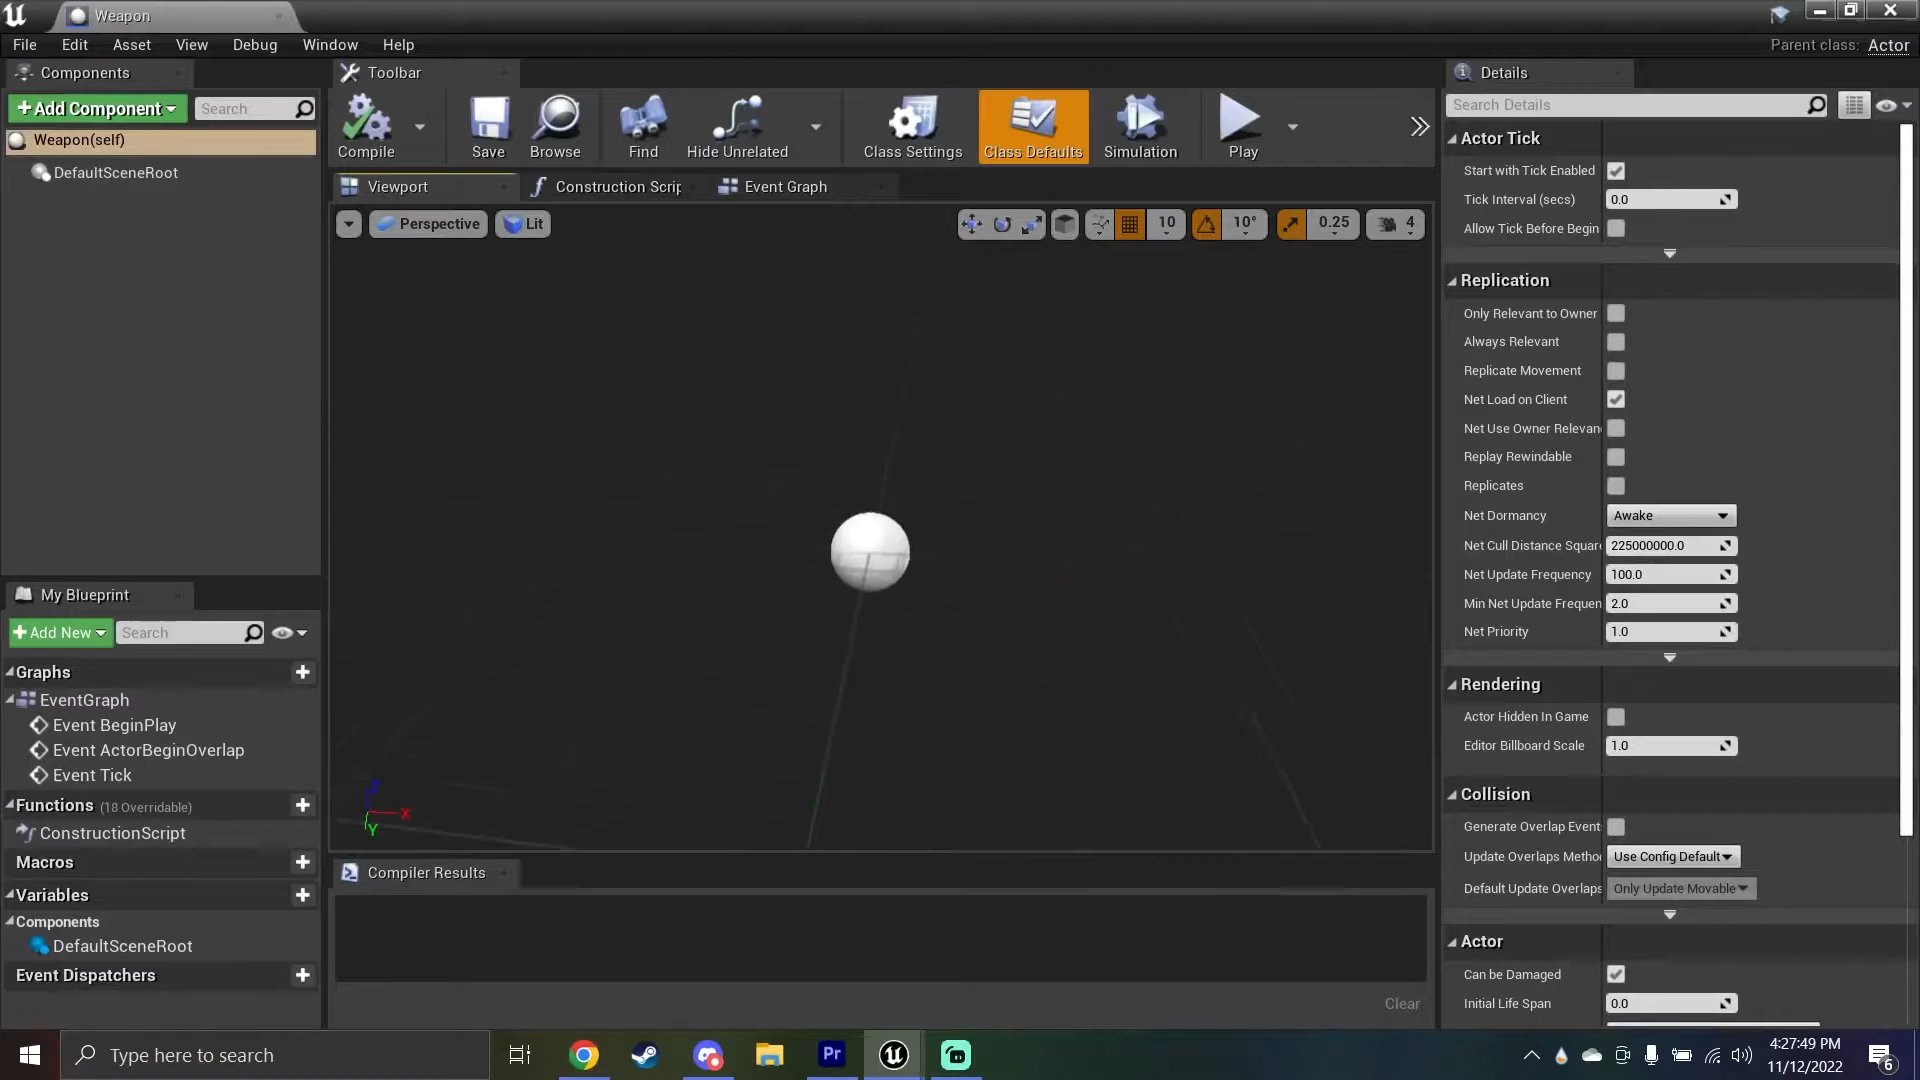 Weapon
File Edit Asset View Debug Window Help
Parent class: Actor
Components
Add Component
Search
Weapon(self)
DefaultSceneRoot
My Blueprint
Add New
Search
Graphs
EventGraph
Event BeginPlay
Event ActorBeginOverlap
Event Tick
Functions (18 Overridable)
ConstructionScript
Macros
Variables
Components
DefaultSceneRoot
Event Dispatchers
Toolbar
Compile Save Browse Find Hide Unrelated Class Settings Class Defaults Simulation Play
Viewport Construction Scrip Event Graph
Perspective Lit 10 10° 0.25 4
Z
X
Y
Compiler Results
Clear
Details
Search Details
Actor Tick
Start with Tick Enabled
Tick Interval (secs) 0.0
Allow Tick Before Begin
Replication
Only Relevant to Owner
Always Relevant
Replicate Movement
Net Load on Client
Net Use Owner Relevan
Replay Rewindable
Replicates
Net Dormancy Awake
Net Cull Distance Square 225000000.0
Net Update Frequency 100.0
Min Net Update Frequen 2.0
Net Priority 1.0
Rendering
Actor Hidden In Game
Editor Billboard Scale 1.0
Collision
Generate Overlap Event
Update Overlaps Metho Use Config Default
Default Update Overlaps Only Update Movable
Actor
Can be Damaged
Initial Life Span 0.0
Type here to search
Pr
4:27:49 PM
11/12/2022
6